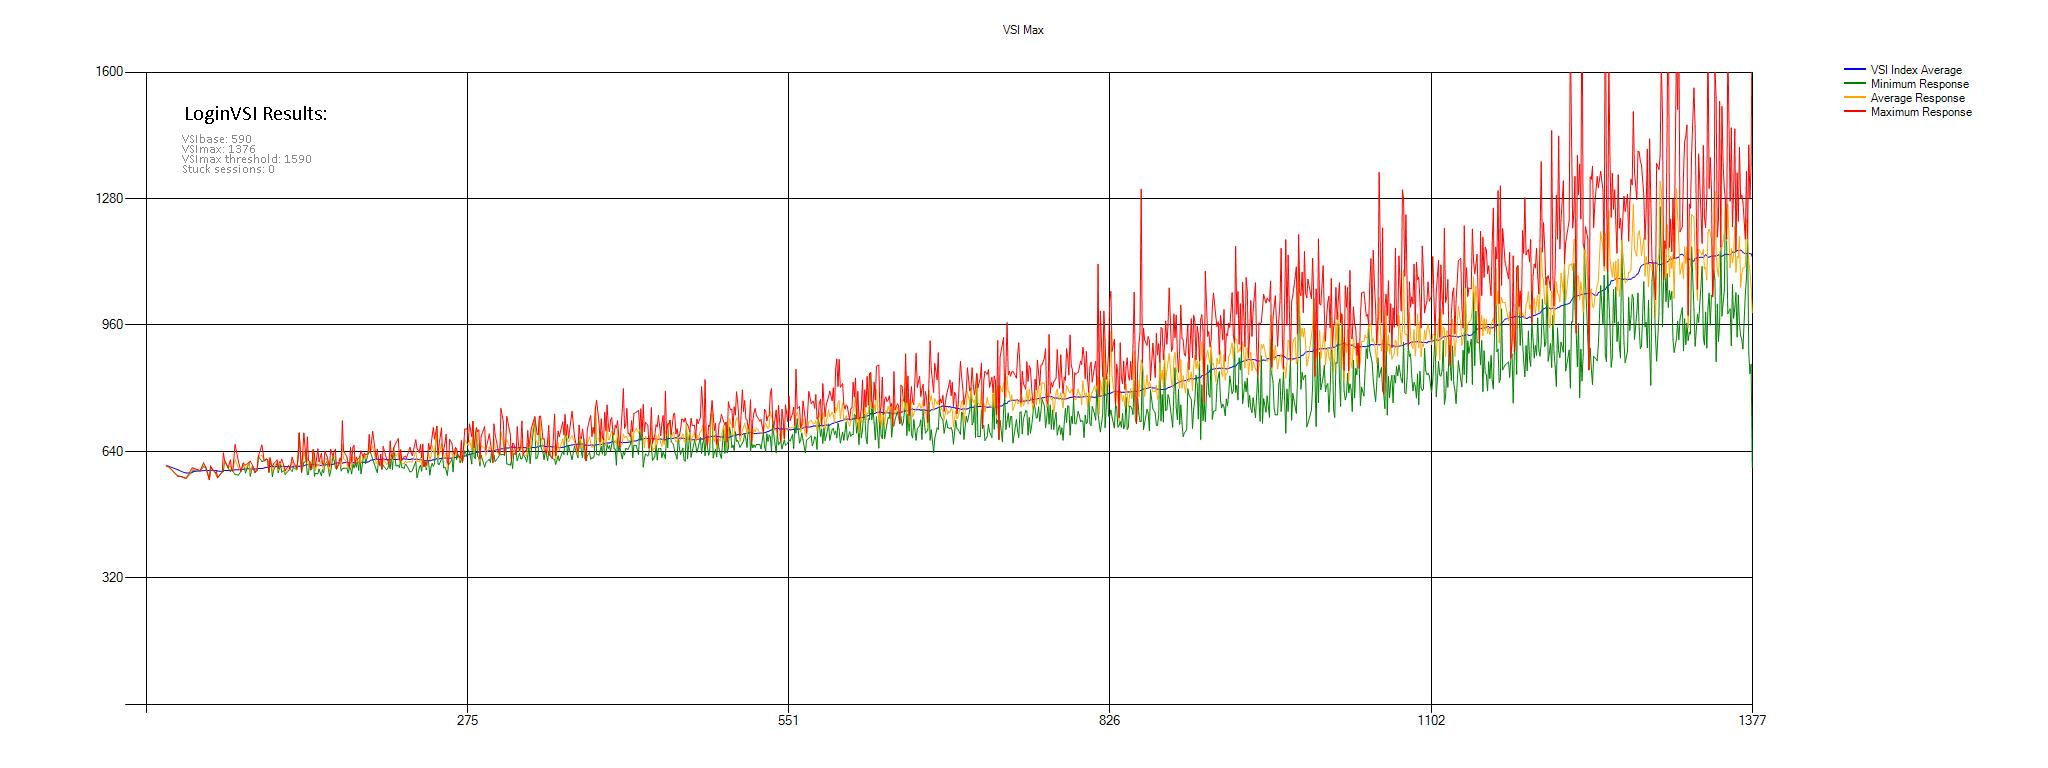 VSI Max
1600
1280
960
640
320
LoginVSI Results:
VSIbase: 590
VSImax: 1376
VSImax threshold: 1590
Stuck sessions: 0
275
551
826
1102
1377
VSI Index Average
Minimum Response
Average Response
Maximum Response